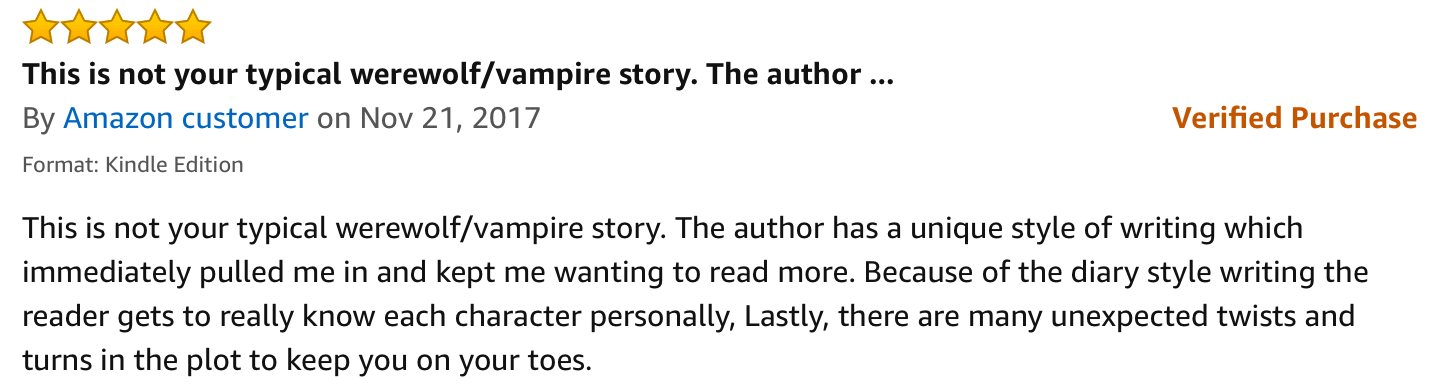 This is not your typical werewolf/vampire story. The author ...
By Amazon customer on Nov 21, 2017 Verified Purchase
Format: Kindle Edition
This is not your typical werewolf/vampire story. The author has a unique style of writing which
immediately pulled me in and kept me wanting to read more. Because of the diary style writing the
reader gets to really know each character personally, Lastly, there are many unexpected twists and
turns in the plot to keep you on your toes.